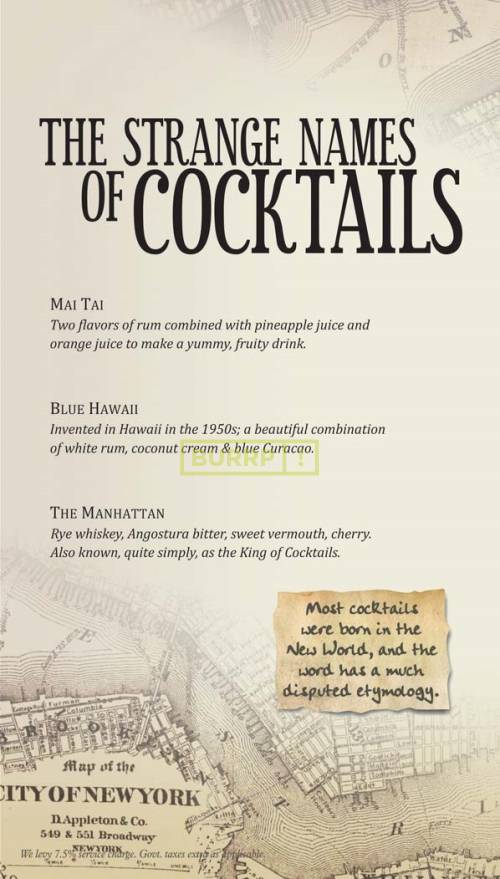 THE STRANGE NAMES
OF COCKTAILS
MAI TAI
Two flavors of rum combined with pineapple juice and
orange juice to make a yummy, fruity drink.
BLUE HAWAII
Invented in Hawaii in the 1950s; a beautiful combination
of white rum, coconut cream & blue Curacao.
BURRP!
THE MANHATTAN
Rye whiskey, Angostura bitter, sweet vermouth, cherry.
Also known, quite simply, as the King of Cocktails.
Most cocktails
were born in the
New World, and the
word has a much
disputed etymology.
Map of the
CITY OF NEW YORK
D. Appleton & Co.
549 & 551 Broadway
NEW YORK
We levy 7.5% service charge. Govt. taxes extra as applicable.